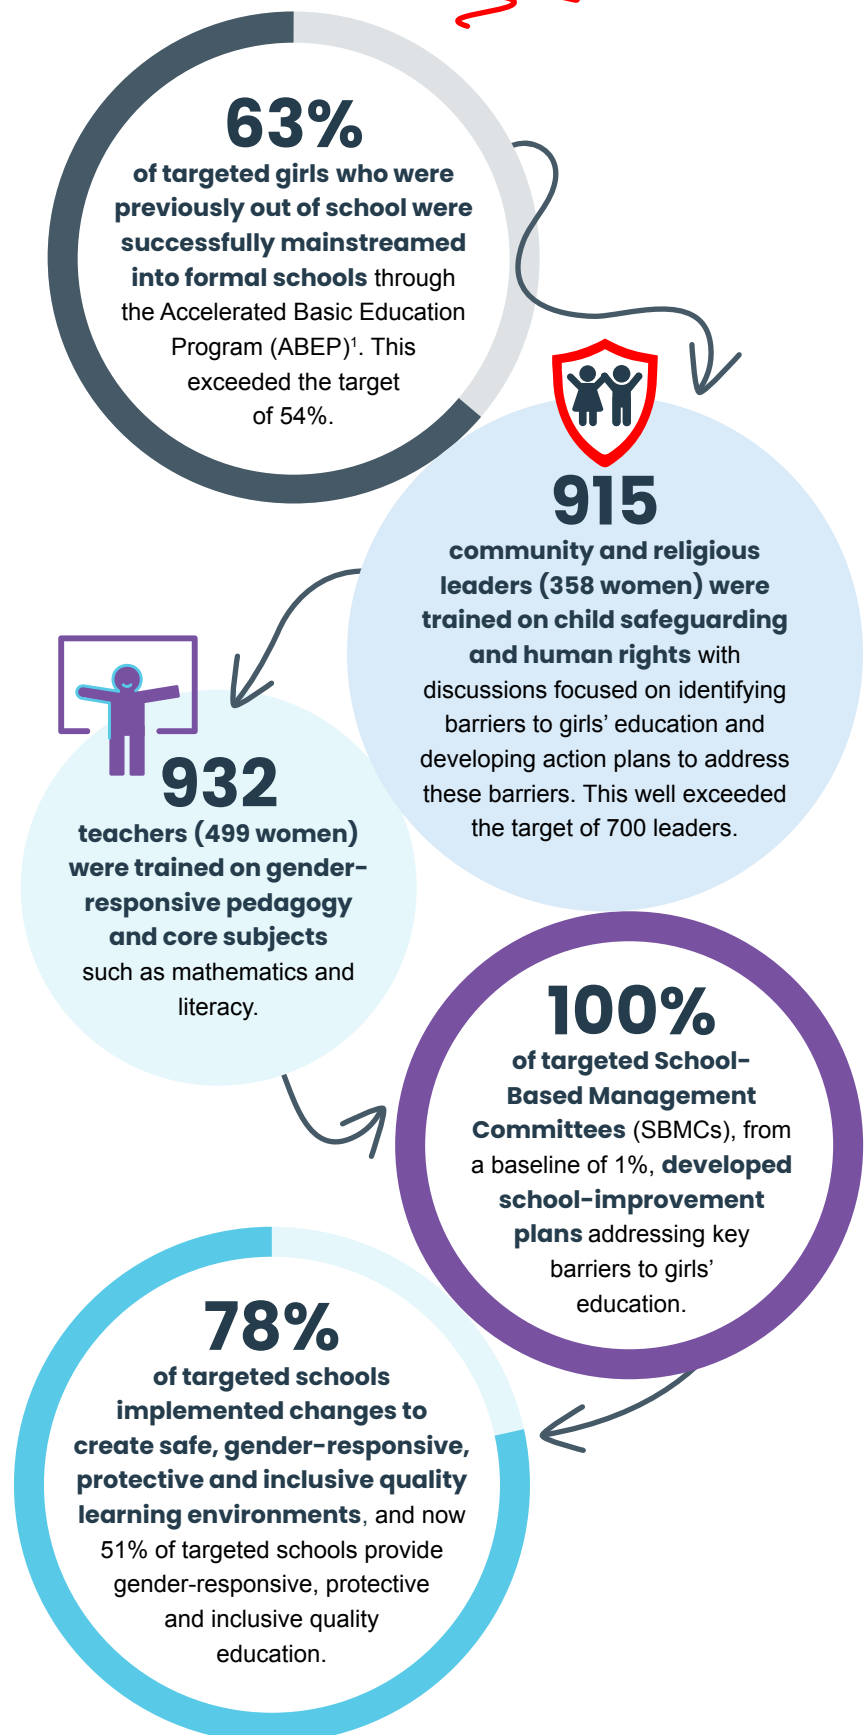 63%
of targeted girls who were
previously out of school were
successfully mainstreamed
into formal schools through
the Accelerated Basic Education
Program (ABEP)¹. This
exceeded the target
of 54%.
915
community and religious
leaders (358 women) were
trained on child safeguarding
and human rights with
discussions focused on identifying
barriers to girls’ education and
developing action plans to address
these barriers. This well exceeded
the target of 700 leaders.
932
teachers (499 women)
were trained on gender-
responsive pedagogy
and core subjects
such as mathematics and
literacy.
100%
of targeted School-
Based Management
Committees (SBMCs), from
a baseline of 1%, developed
school-improvement
plans addressing key
barriers to girls’
education.
78%
of targeted schools
implemented changes to
create safe, gender-responsive,
protective and inclusive quality
learning environments, and now
51% of targeted schools provide
gender-responsive, protective
and inclusive quality
education.